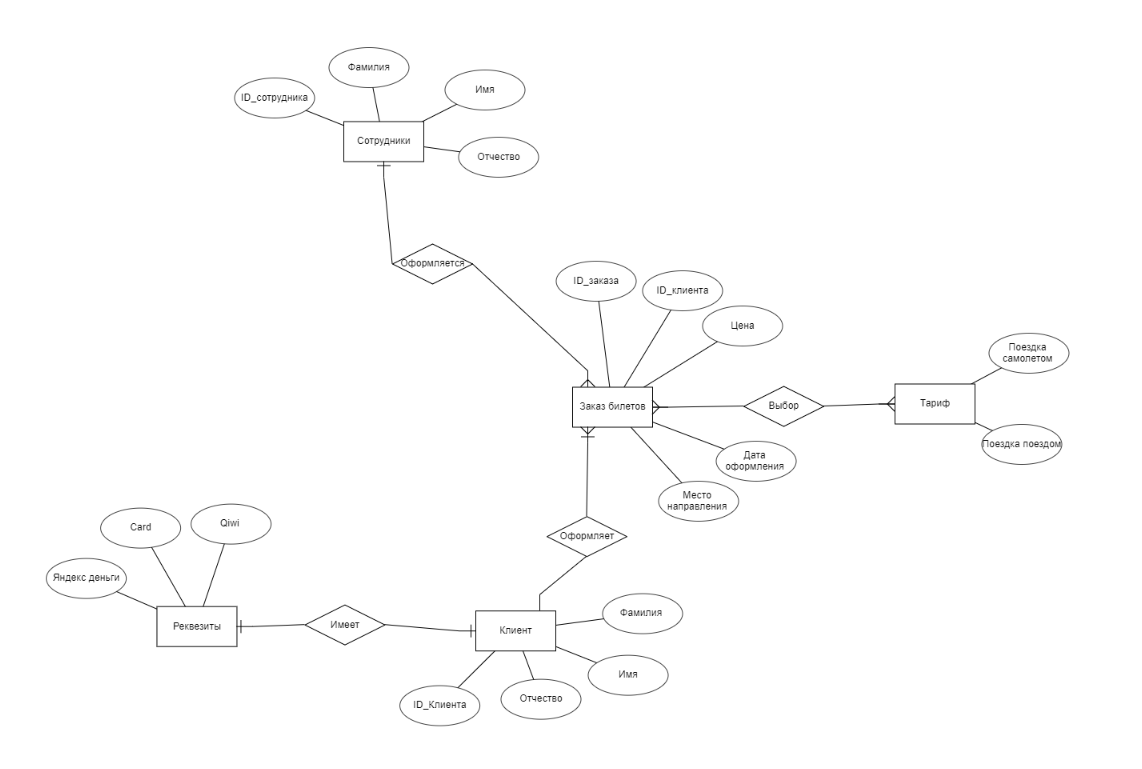 Фамилия
Имя
ID_сотрудника
Сотрудники
Отчество
Оформляется
ID_заказа
ID_клиента
Цена
Поездка
самолетом
Заказ билетов
Выбор
Тариф
Поездка поездом
Дата
оформления
Место
направления
Card
Qiwi
Оформляет
Яндекс деньги
Реквезиты
Имеет
Клиент
Фамилия
Имя
ID_Клиента
Отчество